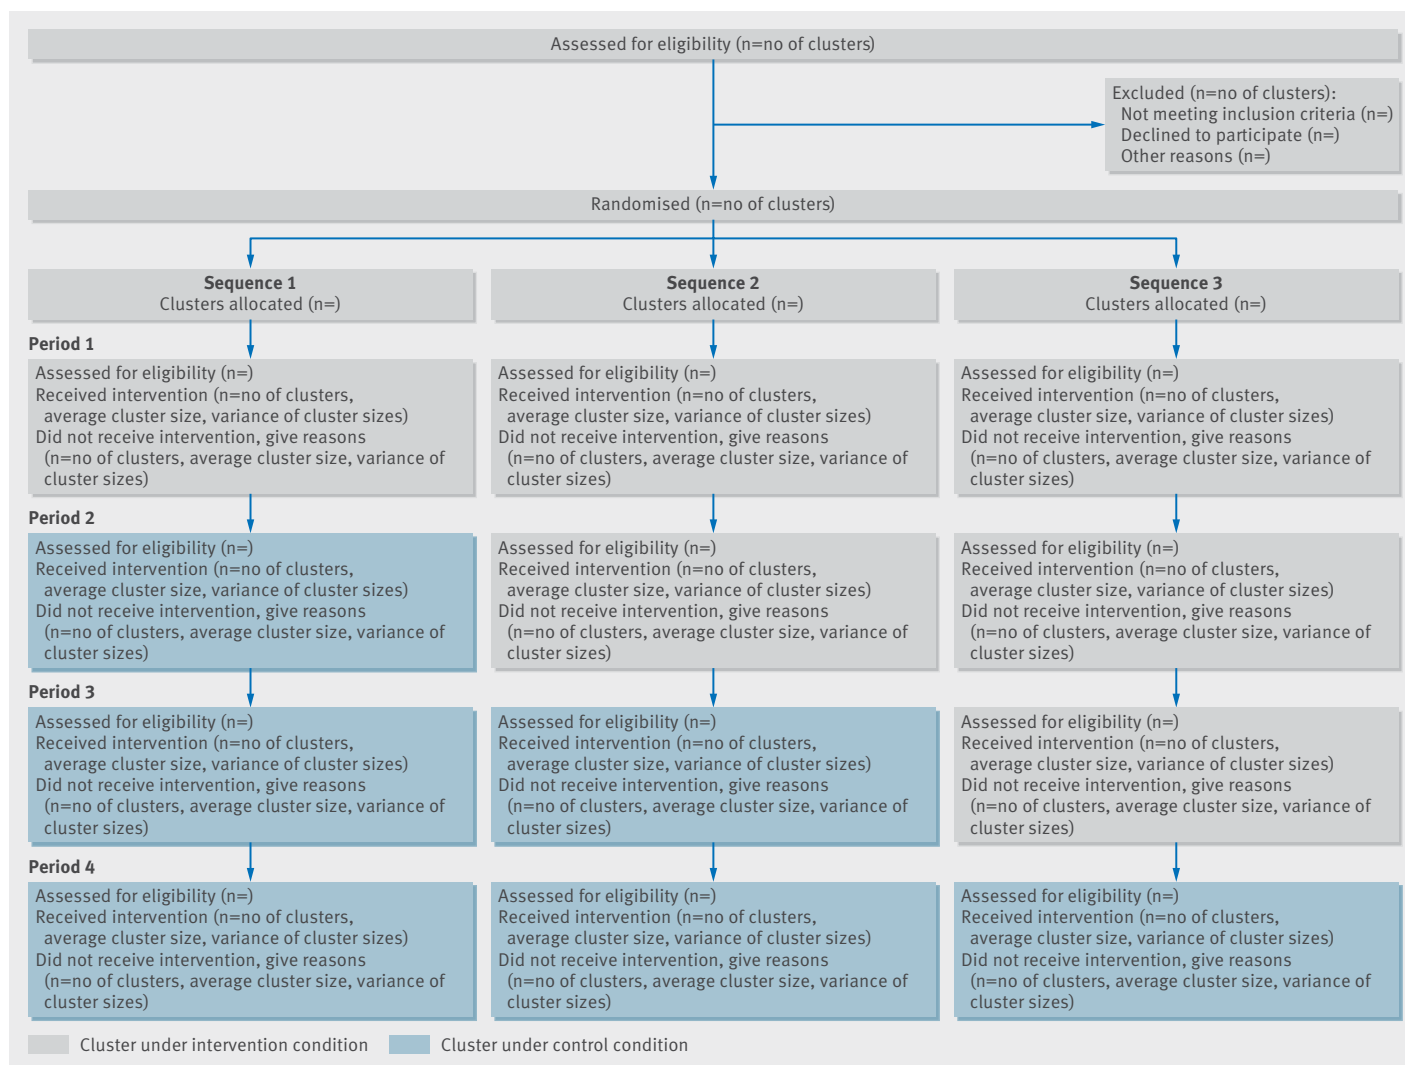 Assessed for eligibility (n=no of clusters)
Excluded (n=no of clusters):
Not meeting inclusion criteria (n=)
Declined to participate (n=)
Other reasons (n=)
Randomised (n=no of clusters)
Sequence 1
Clusters allocated (n=)
Sequence 2
Clusters allocated (n=)
Sequence 3
Clusters allocated (n=)
Period 1
Assessed for eligibility (n=)
Received intervention (n=no of clusters,
average cluster size, variance of cluster sizes)
Did not receive intervention, give reasons
(n=no of clusters, average cluster size, variance of
cluster sizes)
Assessed for eligibility (n=)
Received intervention (n=no of clusters,
average cluster size, variance of cluster sizes)
Did not receive intervention, give reasons
(n=no of clusters, average cluster size, variance of
cluster sizes)
Assessed for eligibility (n=)
Received intervention (n=no of clusters,
average cluster size, variance of cluster sizes)
Did not receive intervention, give reasons
(n=no of clusters, average cluster size, variance of
cluster sizes)
Period 2
Assessed for eligibility (n=)
Received intervention (n=no of clusters,
average cluster size, variance of cluster sizes)
Did not receive intervention, give reasons
(n=no of clusters, average cluster size, variance of
cluster sizes)
Assessed for eligibility (n=)
Received intervention (n=no of clusters,
average cluster size, variance of cluster sizes)
Did not receive intervention, give reasons
(n=no of clusters, average cluster size, variance of
cluster sizes)
Assessed for eligibility (n=)
Received intervention (n=no of clusters,
average cluster size, variance of cluster sizes)
Did not receive intervention, give reasons
(n=no of clusters, average cluster size, variance of
cluster sizes)
Period 3
Assessed for eligibility (n=)
Received intervention (n=no of clusters,
average cluster size, variance of cluster sizes)
Did not receive intervention, give reasons
(n=no of clusters, average cluster size, variance of
cluster sizes)
Assessed for eligibility (n=)
Received intervention (n=no of clusters,
average cluster size, variance of cluster sizes)
Did not receive intervention, give reasons
(n=no of clusters, average cluster size, variance of
cluster sizes)
Assessed for eligibility (n=)
Received intervention (n=no of clusters,
average cluster size, variance of cluster sizes)
Did not receive intervention, give reasons
(n=no of clusters, average cluster size, variance of
cluster sizes)
Period 4
Assessed for eligibility (n=)
Received intervention (n=no of clusters,
average cluster size, variance of cluster sizes)
Did not receive intervention, give reasons
(n=no of clusters, average cluster size, variance of
cluster sizes)
Assessed for eligibility (n=)
Received intervention (n=no of clusters,
average cluster size, variance of cluster sizes)
Did not receive intervention, give reasons
(n=no of clusters, average cluster size, variance of
cluster sizes)
Assessed for eligibility (n=)
Received intervention (n=no of clusters,
average cluster size, variance of cluster sizes)
Did not receive intervention, give reasons
(n=no of clusters, average cluster size, variance of
cluster sizes)
Cluster under intervention condition
Cluster under control condition